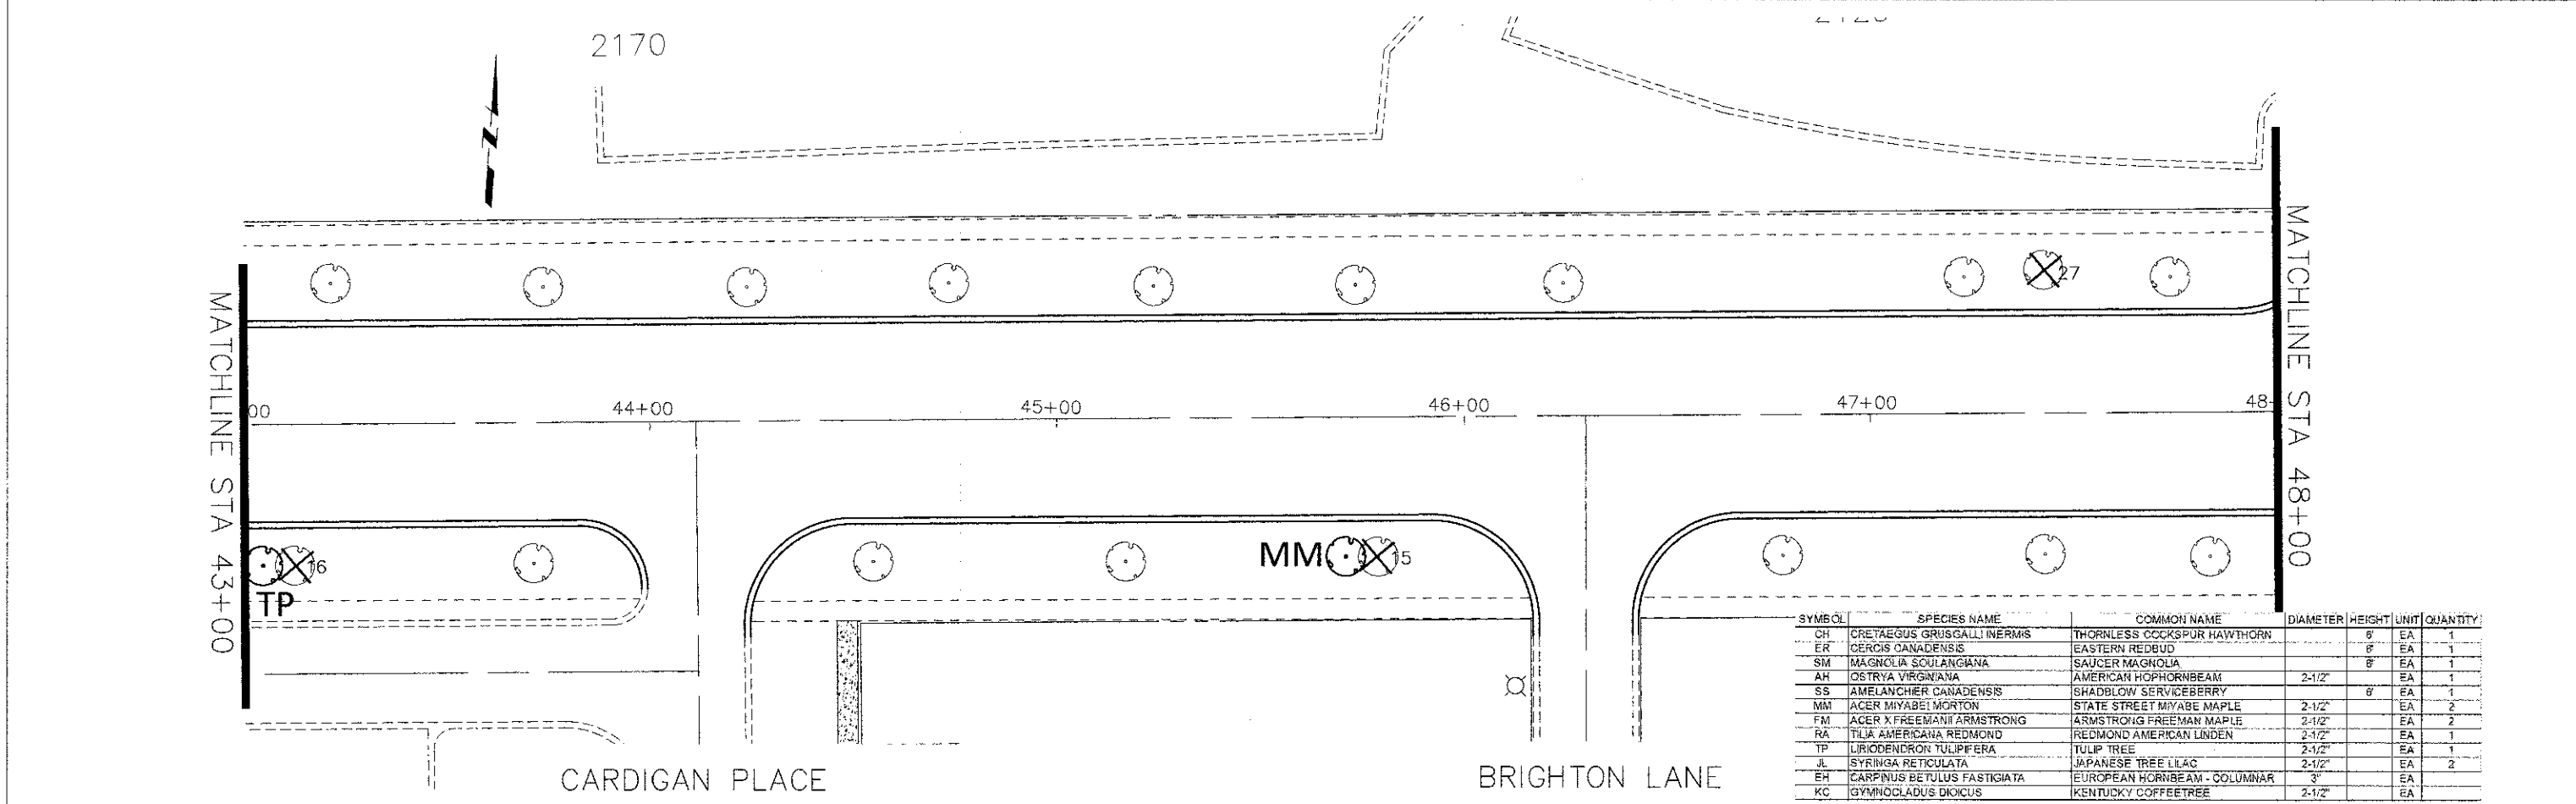 2170
27
MATCHLINE STA 43+00
MATCHLINE STA 48+00
00
44+00
45+00
46+00
47+00
48+
16
TP
MM
15
CARDIGAN PLACE
BRIGHTON LANE
SYMBOL SPECIES NAME COMMON NAME DIAMETER HEIGHT UNIT QUANTITY
CH CRETAEGUS GRUSGALLI INERMIS THORNLESS COCKSPUR HAWTHORN 6' EA 1
ER CERCIS CANADENSIS EASTERN REDBUD 6' EA 1
SM MAGNOLIA SOULANGIANA SAUCER MAGNOLIA 6' EA 1
AH OSTRYA VIRGINIANA AMERICAN HOPHORNBEAM 2-1/2" EA 1
SS AMELANCHIER CANADENSIS SHADBLOW SERVICEBERRY 6' EA 1
MM ACER MIYABEI MORTON STATE STREET MIYABE MAPLE 2-1/2" EA 2
FM ACER X FREEMANII ARMSTRONG ARMSTRONG FREEMAN MAPLE 2-1/2" EA 2
RA TILIA AMERICANA REDMOND REDMOND AMERICAN LINDEN 2-1/2" EA 1
TP LIRIODENDRON TULIPIFERA TULIP TREE 2-1/2" EA 1
JL SYRINGA RETICULATA JAPANESE TREE LILAC 2-1/2" EA 2
EH CARPINUS BETULUS FASTIGIATA EUROPEAN HORNBEAM - COLUMNAR 3" EA
KC GYMNOCLADUS DIOICUS KENTUCKY COFFEETREE 2-1/2" EA